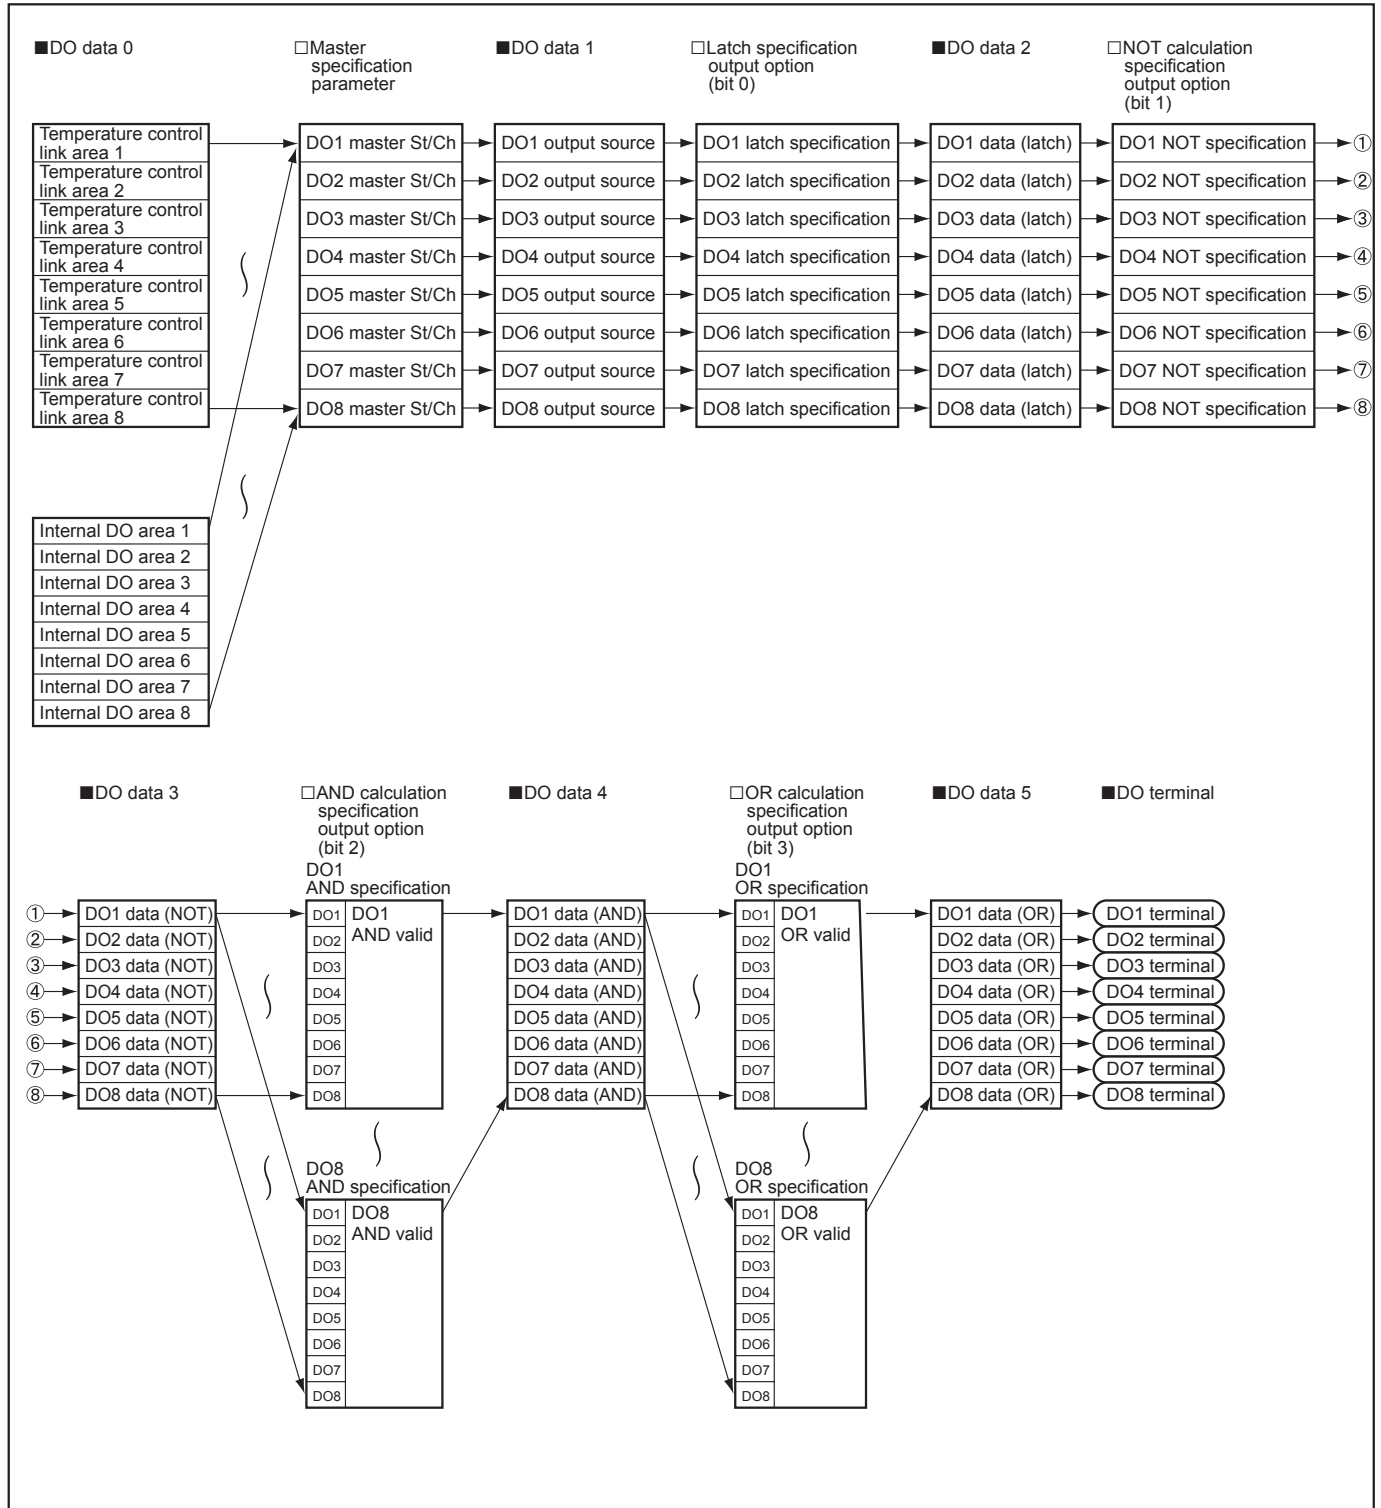 ■DO data 0
□Master
specification
parameter
■DO data 1
□Latch specification
output option
(bit 0)
■DO data 2
□NOT calculation
specification
output option
(bit 1)
Temperature control
link area 1
Temperature control
link area 2
Temperature control
link area 3
Temperature control
link area 4
Temperature control
link area 5
Temperature control
link area 6
Temperature control
link area 7
Temperature control
link area 8
DO1 master St/Ch
DO2 master St/Ch
DO3 master St/Ch
DO4 master St/Ch
DO5 master St/Ch
DO6 master St/Ch
DO7 master St/Ch
DO8 master St/Ch
DO1 output source
DO2 output source
DO3 output source
DO4 output source
DO5 output source
DO6 output source
DO7 output source
DO8 output source
DO1 latch specification
DO2 latch specification
DO3 latch specification
DO4 latch specification
DO5 latch specification
DO6 latch specification
DO7 latch specification
DO8 latch specification
DO1 data (latch)
DO2 data (latch)
DO3 data (latch)
DO4 data (latch)
DO5 data (latch)
DO6 data (latch)
DO7 data (latch)
DO8 data (latch)
DO1 NOT specification
DO2 NOT specification
DO3 NOT specification
DO4 NOT specification
DO5 NOT specification
DO6 NOT specification
DO7 NOT specification
DO8 NOT specification
①
②
③
④
⑤
⑥
⑦
⑧
Internal DO area 1
Internal DO area 2
Internal DO area 3
Internal DO area 4
Internal DO area 5
Internal DO area 6
Internal DO area 7
Internal DO area 8
■DO data 3
□AND calculation
specification
output option
(bit 2)
■DO data 4
□OR calculation
specification
output option
(bit 3)
■DO data 5
■DO terminal
①
②
③
④
⑤
⑥
⑦
⑧
DO1 data (NOT)
DO2 data (NOT)
DO3 data (NOT)
DO4 data (NOT)
DO5 data (NOT)
DO6 data (NOT)
DO7 data (NOT)
DO8 data (NOT)
DO1
AND specification
DO1
DO2
DO3
DO4
DO5
DO6
DO7
DO8
DO1
AND valid
DO8
AND specification
DO1
DO2
DO3
DO4
DO5
DO6
DO7
DO8
DO8
AND valid
DO1 data (AND)
DO2 data (AND)
DO3 data (AND)
DO4 data (AND)
DO5 data (AND)
DO6 data (AND)
DO7 data (AND)
DO8 data (AND)
DO1
OR specification
DO1
DO2
DO3
DO4
DO5
DO6
DO7
DO8
DO1
OR valid
DO8
OR specification
DO1
DO2
DO3
DO4
DO5
DO6
DO7
DO8
DO8
OR valid
DO1 data (OR)
DO2 data (OR)
DO3 data (OR)
DO4 data (OR)
DO5 data (OR)
DO6 data (OR)
DO7 data (OR)
DO8 data (OR)
DO1 terminal
DO2 terminal
DO3 terminal
DO4 terminal
DO5 terminal
DO6 terminal
DO7 terminal
DO8 terminal